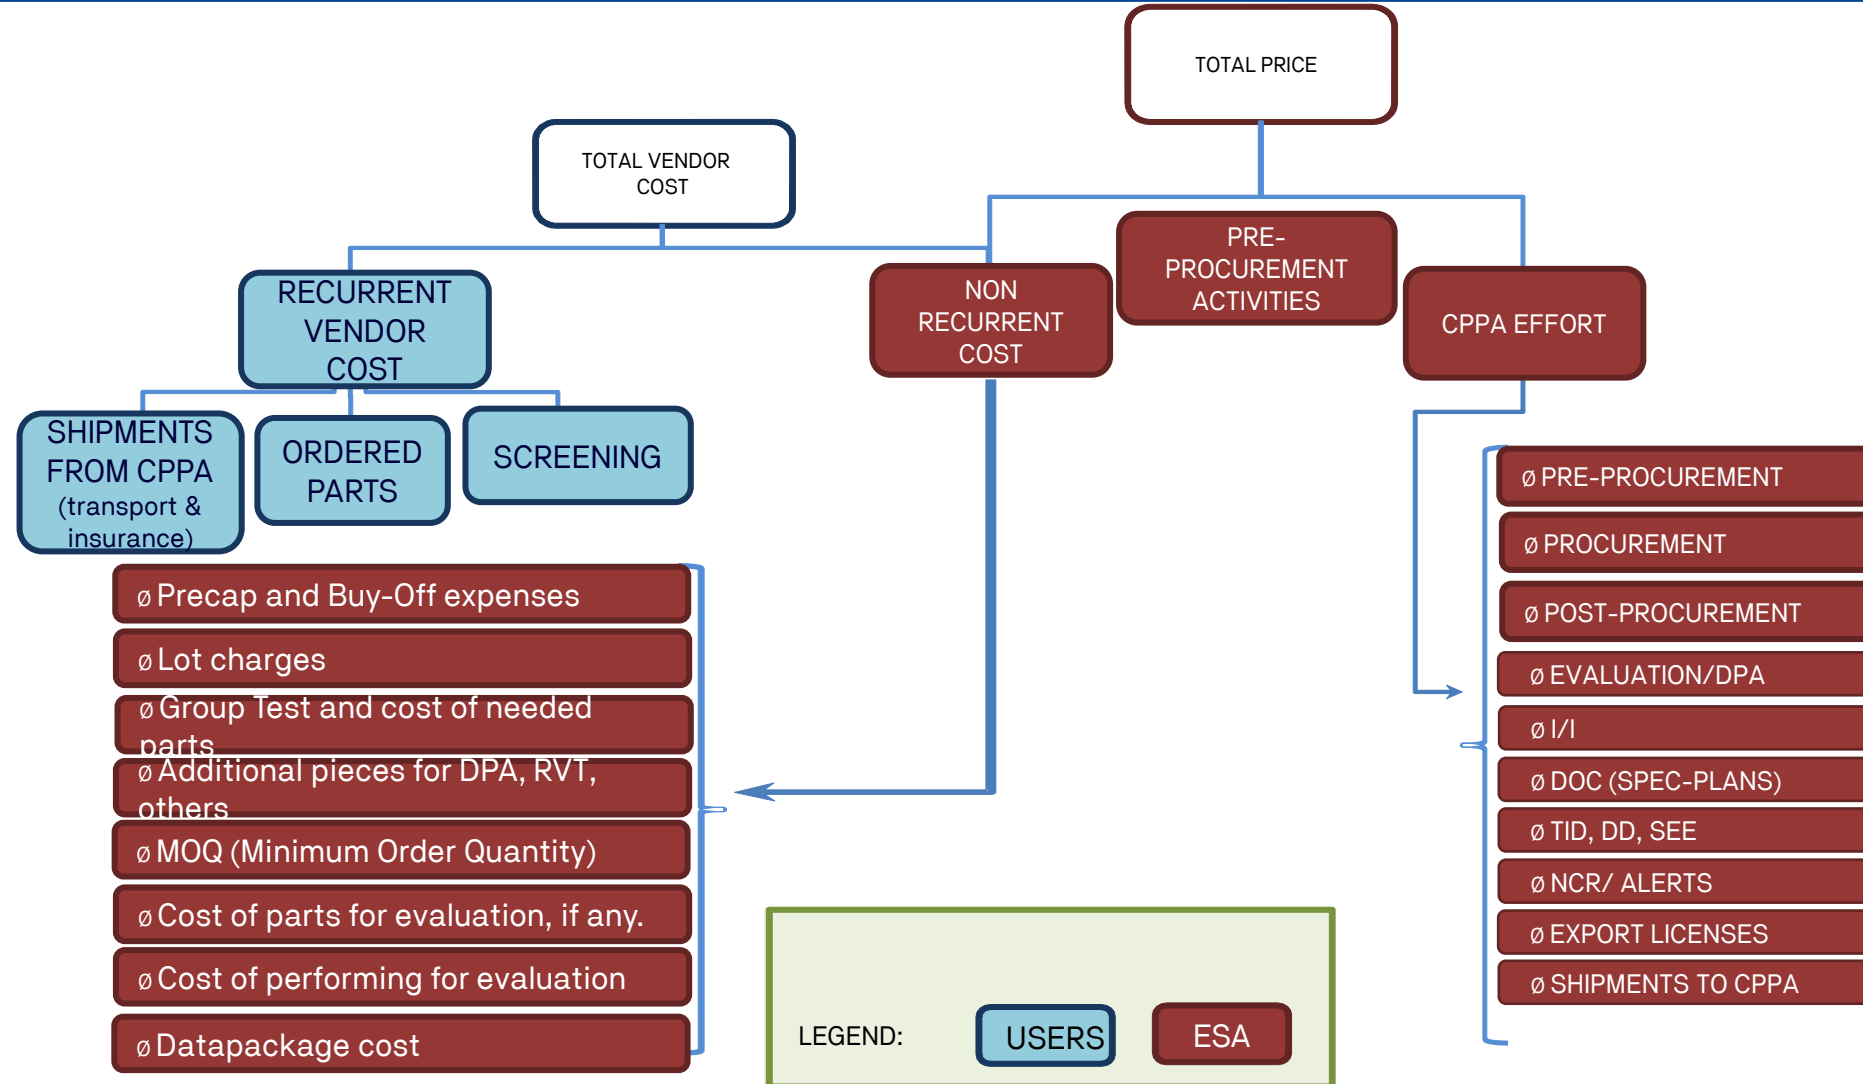 TOTAL PRICE
TOTAL VENDOR
COST
RECURRENT
VENDOR
COST
NON
RECURRENT
COST
PRE-
PROCUREMENT
ACTIVITIES
CPPA EFFORT
SHIPMENTS
FROM CPPA
(transport &
insurance)
ORDERED
PARTS
SCREENING
Ø Precap and Buy-Off expenses
Ø Lot charges
Ø Group Test and cost of needed
parts
Ø Additional pieces for DPA, RVT,
others
Ø MOQ (Minimum Order Quantity)
Ø Cost of parts for evaluation, if any.
Ø Cost of performing for evaluation
Ø Datapackage cost
Ø PRE-PROCUREMENT
Ø PROCUREMENT
Ø POST-PROCUREMENT
Ø EVALUATION/DPA
Ø I/I
Ø DOC (SPEC-PLANS)
Ø TID, DD, SEE
Ø NCR/ ALERTS
Ø EXPORT LICENSES
Ø SHIPMENTS TO CPPA
LEGEND:
USERS
ESA